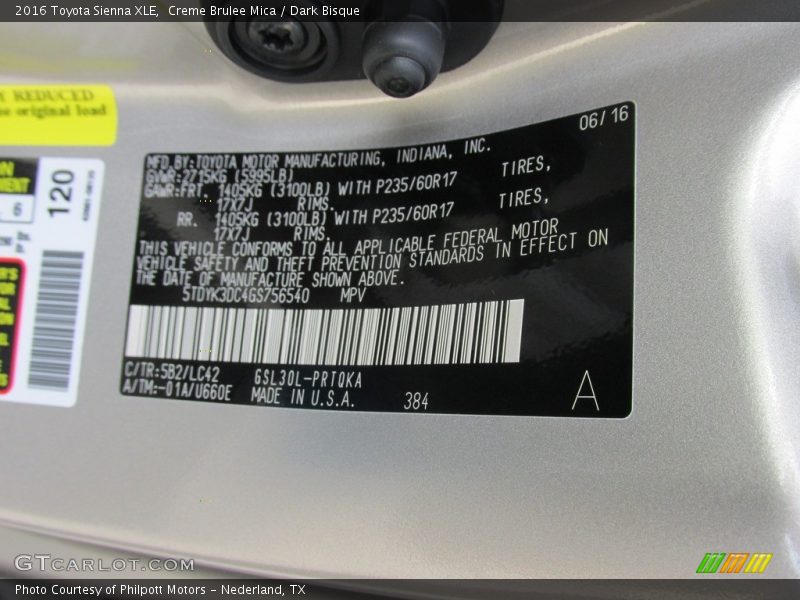 2016 Toyota Sienna XLE, Creme Brulee Mica / Dark Bisque
REDUCED
original load
120
6
06/16
MFD.BY:TOYOTA MOTOR MANUFACTURING, INDIANA, INC.
GVWR:2715KG (5995LB)
GAWR:FRT. 1405KG (3100LB) WITH P235/60R17 TIRES,
17X7J RIMS.
RR. 1405KG (3100LB) WITH P235/60R17 TIRES,
17X7J RIMS.
THIS VEHICLE CONFORMS TO ALL APPLICABLE FEDERAL MOTOR
VEHICLE SAFETY AND THEFT PREVENTION STANDARDS IN EFFECT ON
THE DATE OF MANUFACTURE SHOWN ABOVE.
5TDYK3DC4GS756540 MPV
C/TR:5B2/LC42 GSL30L-PRTQKA
A/TM:-01A/U660E MADE IN U.S.A. 384
A
GTCARLOT.COM
Photo Courtesy of Philpott Motors - Nederland, TX